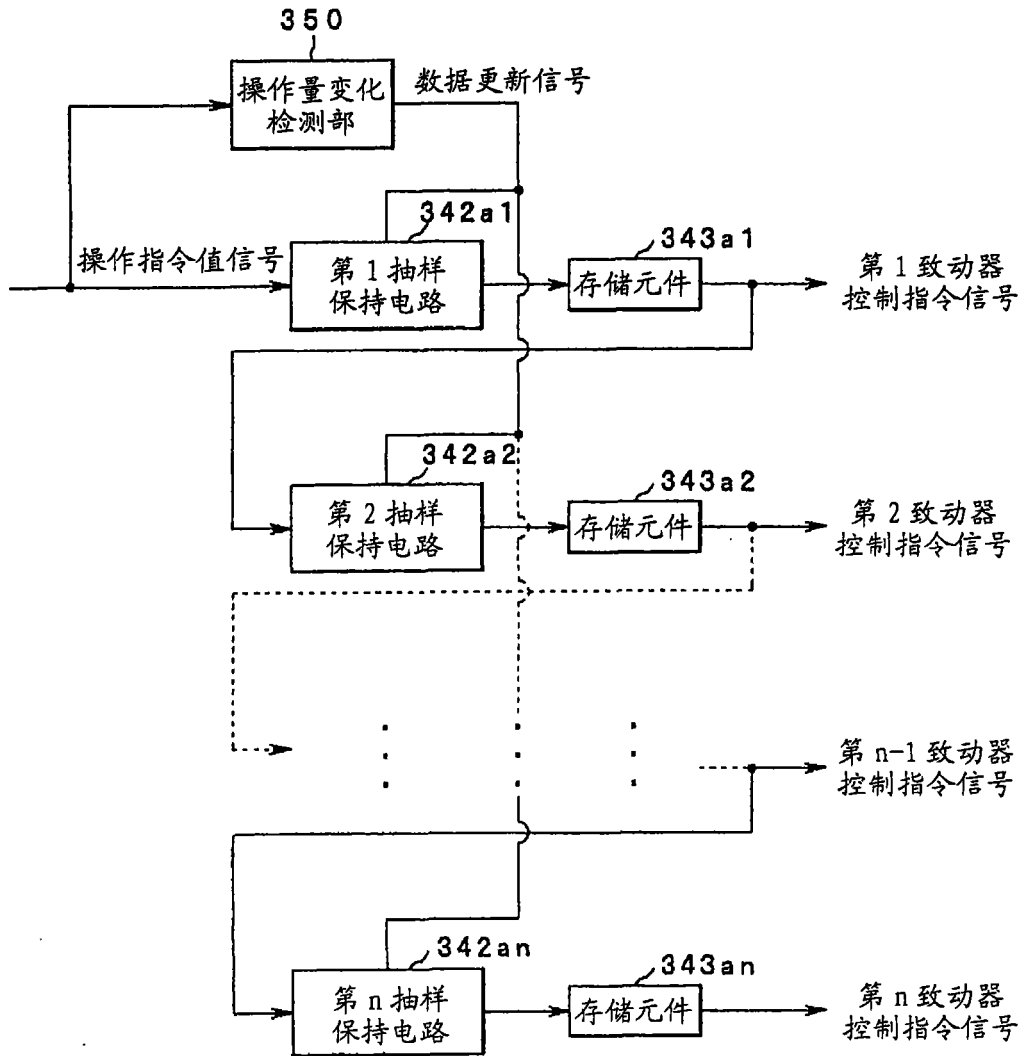 350
操作量变化
检测部
数据更新信号
342a1
343a1
操作指令值信号
第1抽样
保持电路
存储元件
第1致动器
控制指令信号
342a2
343a2
第2抽样
保持电路
存储元件
第2致动器
控制指令信号
第n-1致动器
控制指令信号
342an
343an
第n抽样
保持电路
存储元件
第n致动器
控制指令信号